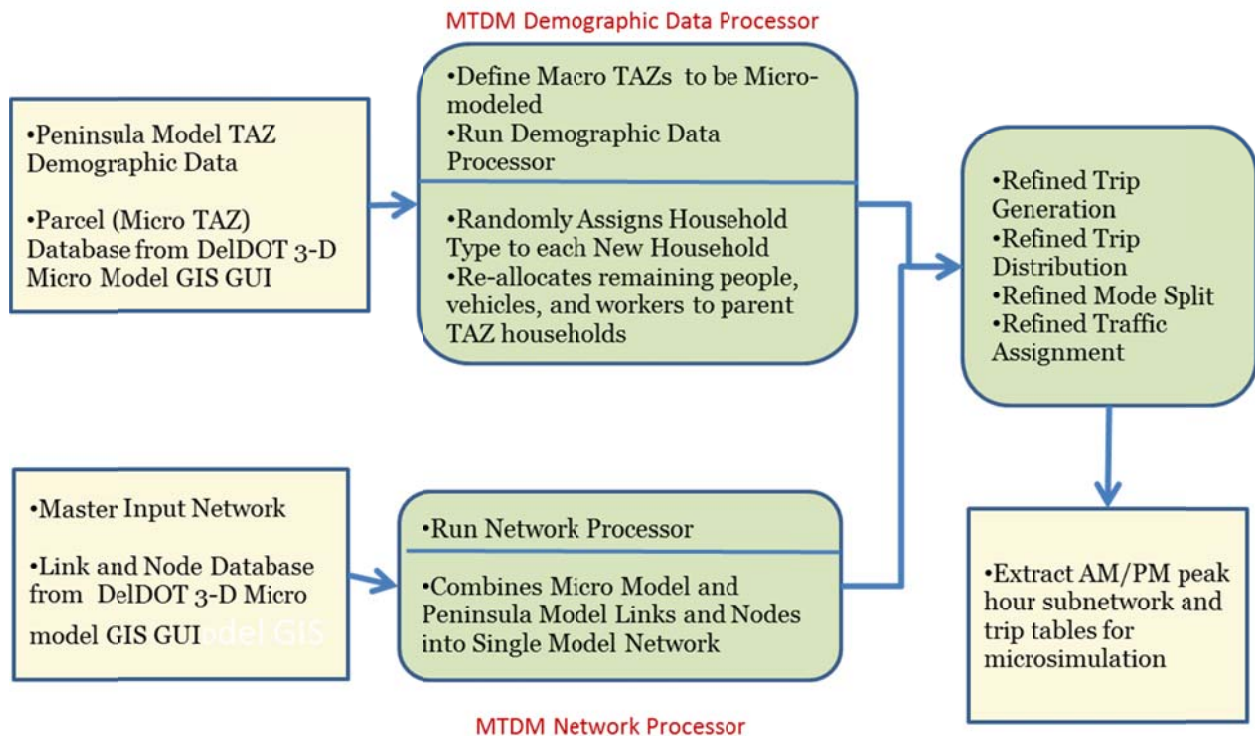 MTDM Demographic Data Processor
•Peninsula Model TAZ
Demographic Data
•Parcel (Micro TAZ)
Database from DelDOT 3-D
Micro Model GIS GUI
•Define Macro TAZs to be Micro-
modeled
•Run Demographic Data
Processor
•Randomly Assigns Household
Type to each New Household
•Re-allocates remaining people,
vehicles, and workers to parent
TAZ households
•Refined Trip
Generation
•Refined Trip
Distribution
•Refined Mode Split
•Refined Traffic
Assignment
•Master Input Network
•Link and Node Database
from DelDOT 3-D Micro
model GIS GUI
•Run Network Processor
•Combines Micro Model and
Peninsula Model Links and Nodes
into Single Model Network
•Extract AM/PM peak
hour subnetwork and
trip tables for
microsimulation
MTDM Network Processor